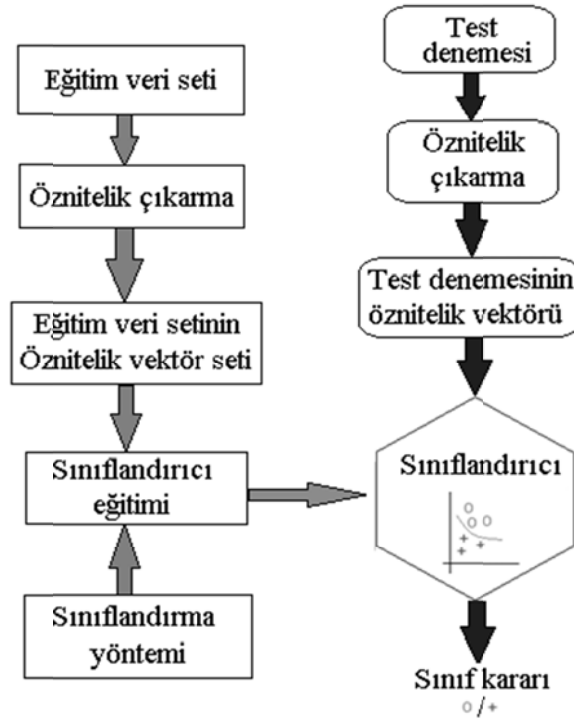 Eğitim veri seti
Öznitelik çıkarma
Eğitim veri setinin
Öznitelik vektör seti
Sınıflandırıcı
eğitimi
Sınıflandırma
yöntemi
Test
denemesi
Öznitelik
çıkarma
Test denemesinin
öznitelik vektörü
Sınıflandırıcı
Sınıf kararı
o / +